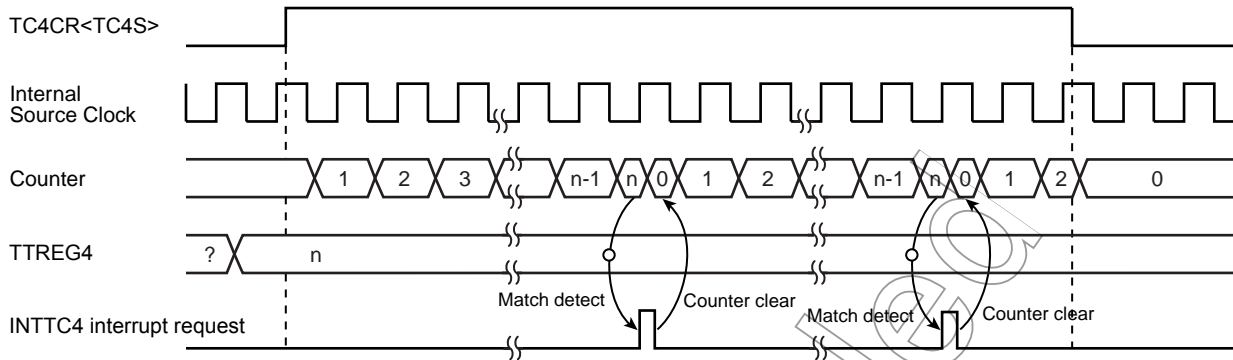 TC4CR<TC4S>
Internal
Source Clock
Counter
1 2 3 n-1 n 0 1 2 n-1 n 0 1 2 0
TTREG4
? n
Match detect Counter clear Match detect Counter clear
INTTC4 interrupt request